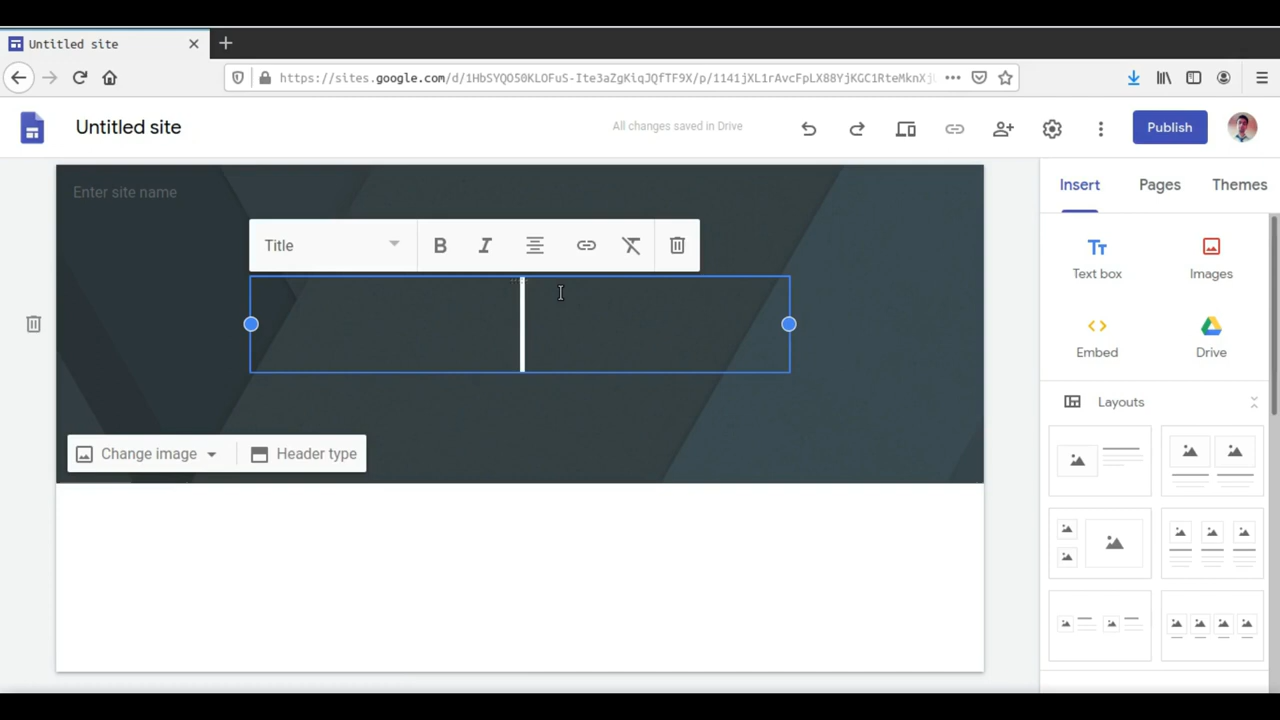 Untitled site
https://sites.google.com/d/1HbSYQO50KLOFuS-Ite3aZgKiqJQfTF9X/p/1141jXL1rAvcFpLX88YjKGC1RteMknXj
Untitled site
All changes saved in Drive
Publish
Enter site name
Insert
Pages
Themes
Title
B
I
Text box
Images
Embed
Drive
Layouts
Change image
Header type